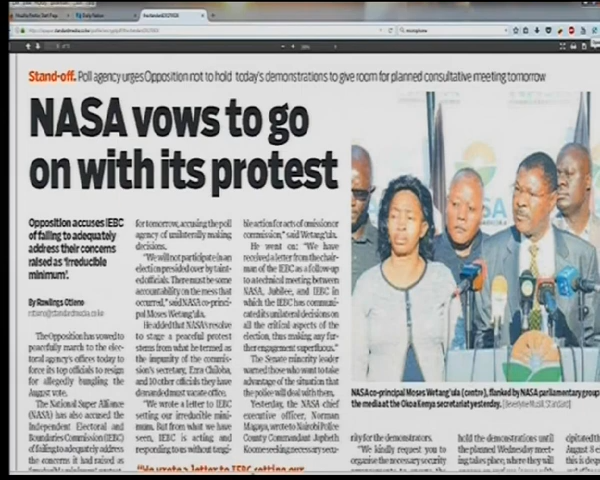 Stand-off. Poll agency urges Opposition not to hold today's demonstrations to give room for planned consultative meeting tomorrow
NASA vows to go
on with its protest
Opposition accuses IEBC
of failing to adequately
address their concerns
raised as 'irreducible
minimum'.
By Rawlings Otieno
The Opposition has vowed to
peacefully march to the elec-
toral agency's offices today to
force its top officials to resign
for allegedly bungling the
August vote.
The National Super Alliance
(NASA) has also accused the
Independent Electoral and
Boundaries Commission (IEBC)
of failing to adequately address
the concerns it had raised as
for tomorrow, accusing the poll
agency of unilaterally making
decisions.
"We will not participate in an
election presided over by taint-
ed officials. There must be some
accountability on the mess that
occurred," said NASA co-princi-
pal Moses Wetang'ula.
He added that NASA's resolve
to stage a peaceful protest
stems from what he termed as
the impunity of the commis-
sion's secretary, Ezra Chiloba,
and 10 other officials they have
demanded must vacate office.
"We wrote a letter to IEBC
setting our irreducible mini-
mum. But from what we have
seen, IEBC is acting and
responding to us without tangi-
"We wrote a letter to IEBC setting our
ble action for acts of omission or
commission," said Wetang'ula.
He went on: "We have
received a letter from the chair-
man of the IEBC as a follow-up
to a technical meeting between
NASA, Jubilee, and IEBC in
which the IEBC has communi-
cated its unilateral decisions on
all the critical aspects of the
election, thus making any fur-
ther engagement superfluous."
The Senate minority leader
warned those who want to take
advantage of the situation that
the police will deal with them.
Yesterday, the NASA chief
executive officer, Norman
Magaya, wrote to Nairobi Police
County Commandant Japheth
Koome seeking necessary secu-
NASA co-principal Moses Wetang'ula (centre), flanked by NASA parliamentary group
the media at the Okoa Kenya secretariat yesterday.
rity for the demonstrators.
"We kindly request you to
organise the necessary security
hold the demonstrations until
the planned Wednesday meet-
ing takes place, where they will